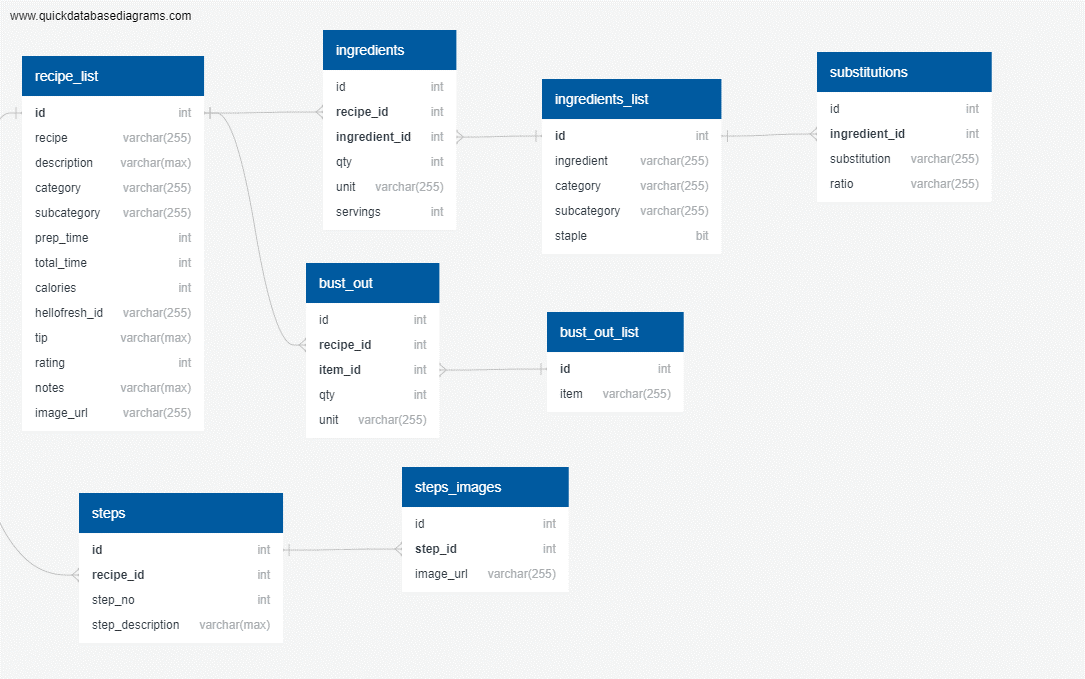 www.quickdatabasediagrams.com
recipe_list
id int
recipe varchar(255)
description varchar(max)
category varchar(255)
subcategory varchar(255)
prep_time int
total_time int
calories int
hellofresh_id varchar(255)
tip varchar(max)
rating int
notes varchar(max)
image_url varchar(255)
ingredients
id int
recipe_id int
ingredient_id int
qty int
unit varchar(255)
servings int
ingredients_list
id int
ingredient varchar(255)
category varchar(255)
subcategory varchar(255)
staple bit
substitutions
id int
ingredient_id int
substitution varchar(255)
ratio varchar(255)
bust_out
id int
recipe_id int
item_id int
qty int
unit varchar(255)
bust_out_list
id int
item varchar(255)
steps
id int
recipe_id int
step_no int
step_description varchar(max)
steps_images
id int
step_id int
image_url varchar(255)